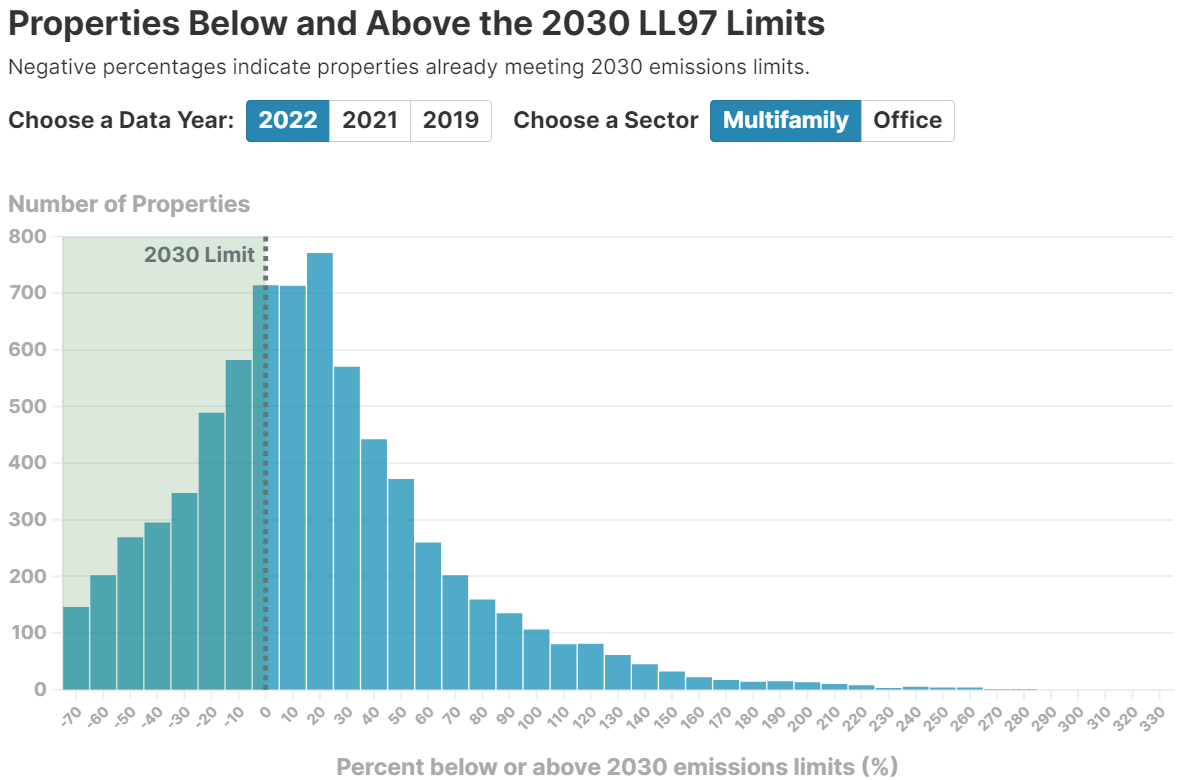 Properties Below and Above the 2030 LL97 Limits
Negative percentages indicate properties already meeting 2030 emissions limits.
Choose a Data Year: 2022 2021 2019 Choose a Sector Multifamily Office
Number of Properties
800
2030 Limit
700
600
500
400
300
200
100
0
-70 -60 -50 -40 -30 -20 -10 0 10 20 30 40 50 60 70 80 90 100 110 120 130 140 150 160 170 180 190 200 210 220 230 240 250 260 270 280 290 300 310 320 330
Percent below or above 2030 emissions limits (%)